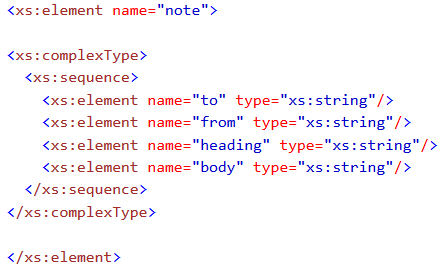 <xs:element name="note">
<xs:complexType>
<xs:sequence>
<xs:element name="to" type="xs:string"/>
<xs:element name="from" type="xs:string"/>
<xs:element name="heading" type="xs:string"/>
<xs:element name="body" type="xs:string"/>
</xs:sequence>
</xs:complexType>
</xs:element>